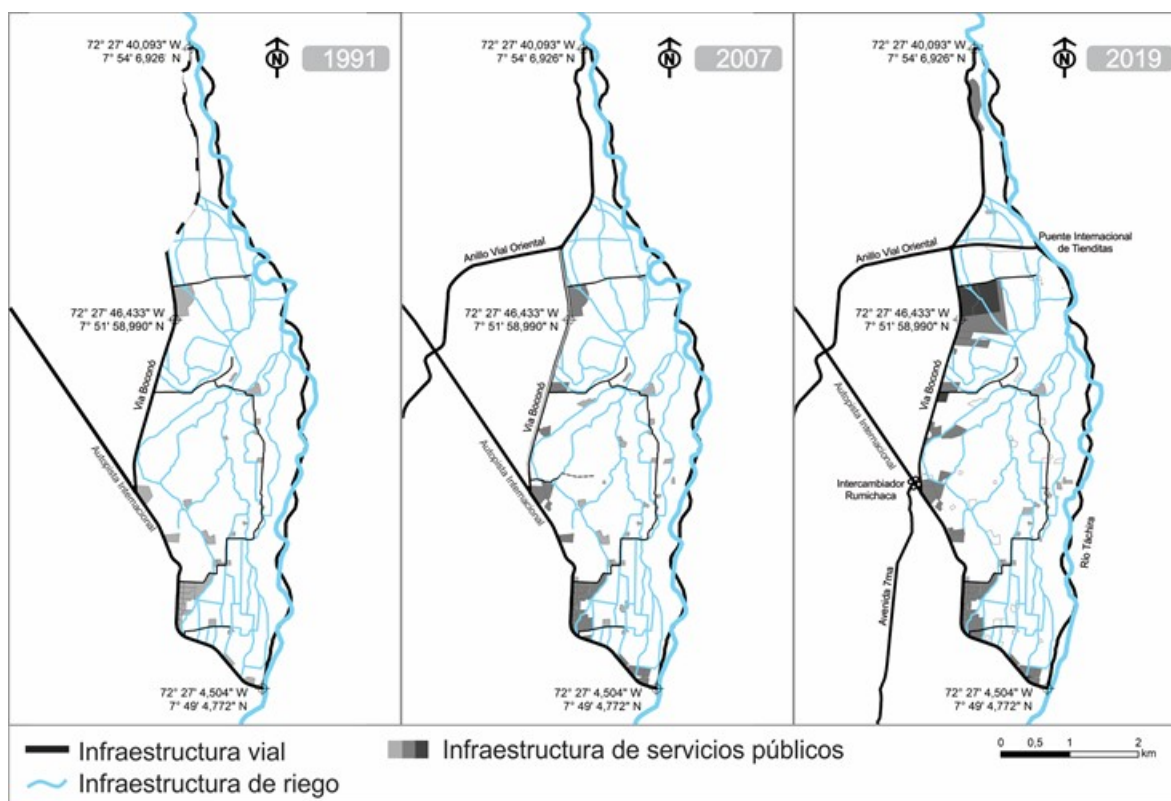 72° 27' 40,093" W
7° 54' 6,926' N
N
1991
72° 27' 46,433" W
7° 51' 58,990" N
Vía Boconó
Autopista Internacional
72° 27' 4,504" W
7° 49' 4,772" N
72° 27' 40,093" W
7° 54' 6,926" N
N
2007
Anillo Vial Oriental
72° 27' 46,433" W
7° 51' 58,990" N
Vía Boconó
Autopista Internacional
72° 27' 4,504" W
7° 49' 4,772" N
72° 27' 40,093" W
7° 54' 6,926" N
N
2019
Anillo Vial Oriental
Puente Internacional
de Tienditas
72° 27' 46,433" W
7° 51' 58,990" N
Vía Boconó
Autopista Internacional
Intercambiador
Rumichaca
Avenida 7ma
Río Táchira
72° 27' 4,504" W
7° 49' 4,772" N
Infraestructura vial
Infraestructura de servicios públicos
Infraestructura de riego
0 0,5 1 2
km